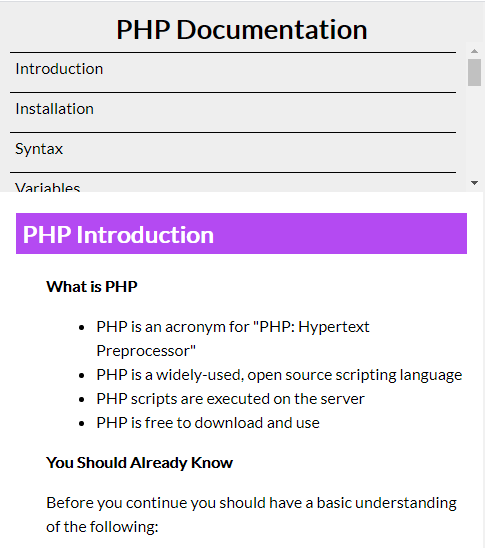 PHP Documentation
Introduction
Installation
Syntax
Variables
PHP Introduction
What is PHP
PHP is an acronym for "PHP: Hypertext
Preprocessor"
PHP is a widely-used, open source scripting language
PHP scripts are executed on the server
PHP is free to download and use
You Should Already Know
Before you continue you should have a basic understanding
of the following: